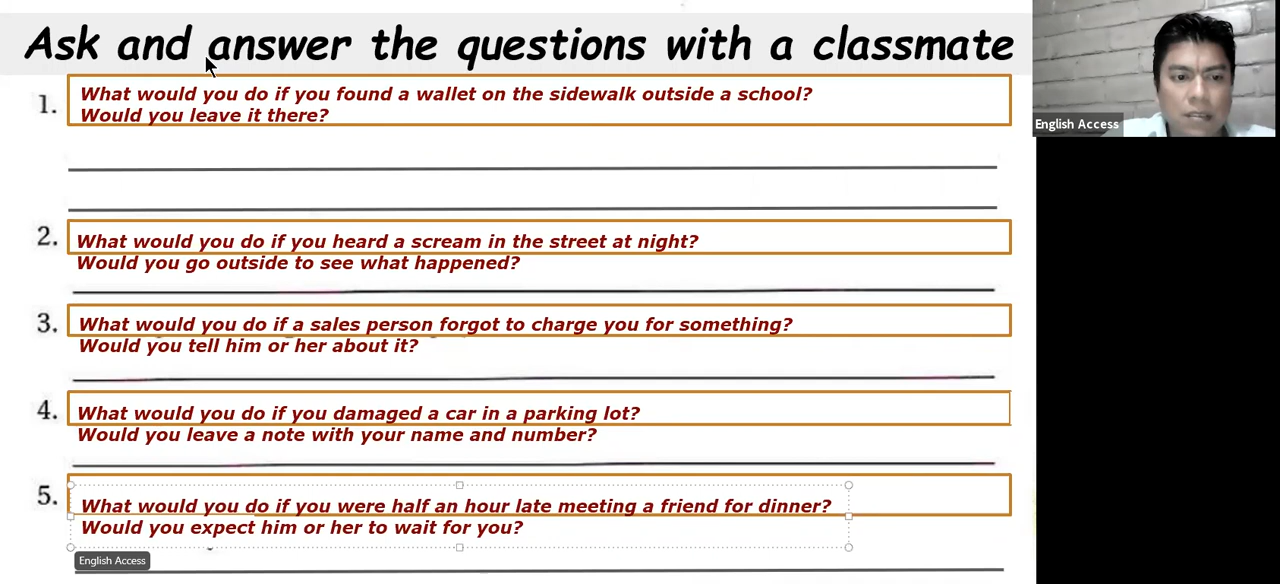 Ask and answer the questions with a classmate
English Access
1. What would you do if you found a wallet on the sidewalk outside a school?
Would you leave it there?
2. What would you do if you heard a scream in the street at night?
Would you go outside to see what happened?
3. What would you do if a sales person forgot to charge you for something?
Would you tell him or her about it?
4. What would you do if you damaged a car in a parking lot?
Would you leave a note with your name and number?
5. What would you do if you were half an hour late meeting a friend for dinner?
Would you expect him or her to wait for you?
English Access